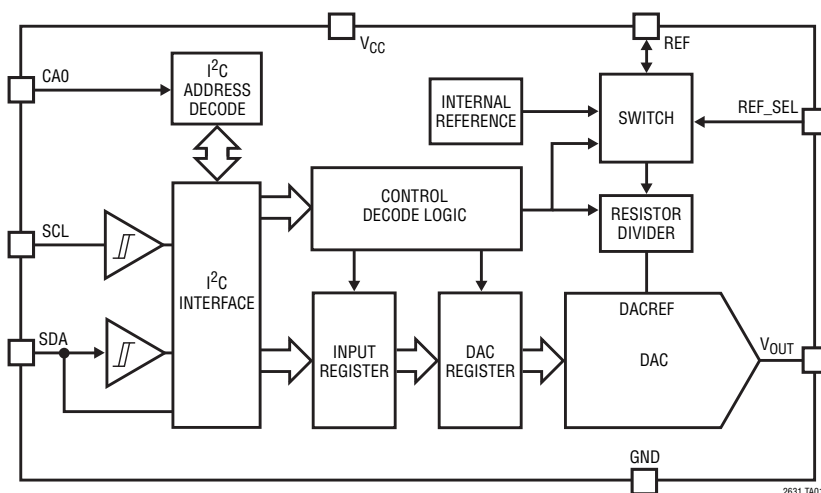 V_CC
REF
CA0
I²C
ADDRESS
DECODE
INTERNAL
REFERENCE
SWITCH
REF_SEL
CONTROL
DECODE LOGIC
RESISTOR
DIVIDER
SCL
I²C
INTERFACE
SDA
INPUT
REGISTER
DAC
REGISTER
DACREF
DAC
V_OUT
GND